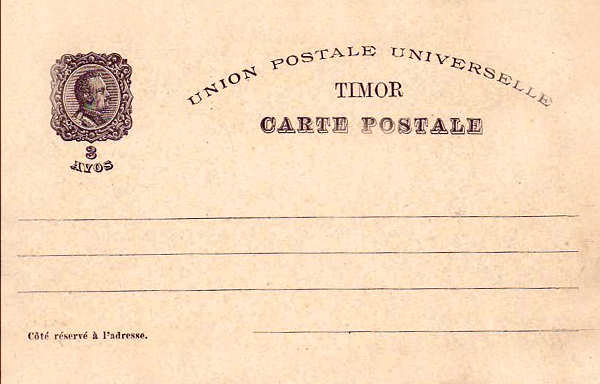 UNION POSTALE UNIVERSELLE
TIMOR
CARTE POSTALE
3
AVOS
Côté réservé à l'adresse.